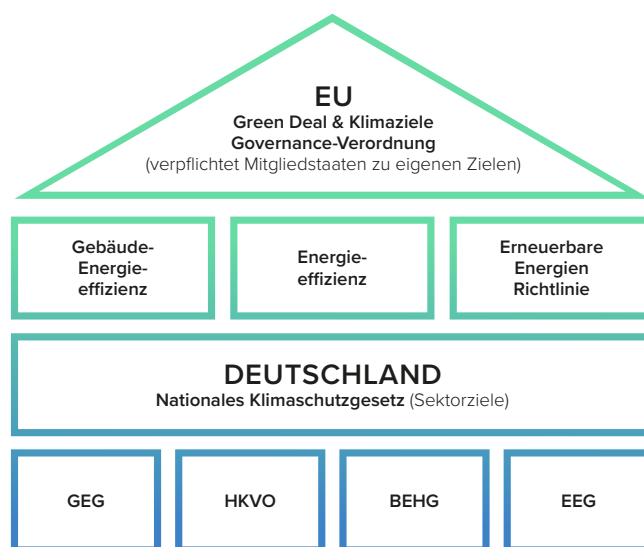 EU
Green Deal & Klimaziele
Governance-Verordnung
(verpflichtet Mitgliedstaaten zu eigenen Zielen)
Gebäude-
Energie-
effizienz
Energie-
effizienz
Erneuerbare
Energien
Richtlinie
DEUTSCHLAND
Nationales Klimaschutzgesetz (Sektorziele)
GEG
HKVO
BEHG
EEG